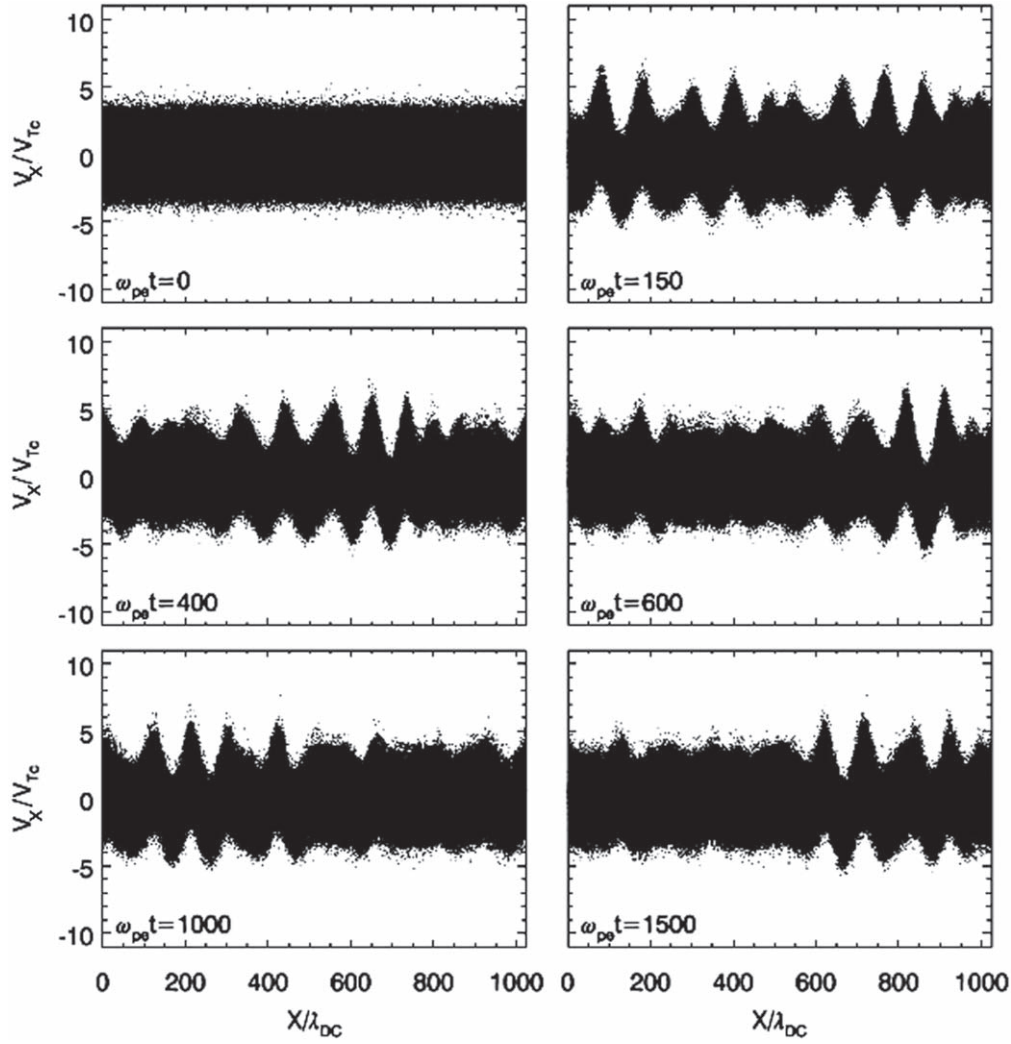 10
5
0
-5
-10
V_X/V_Tc
ω_pe t=0
ω_pe t=150
10
5
0
-5
-10
V_X/V_Tc
ω_pe t=400
ω_pe t=600
10
5
0
-5
-10
V_X/V_Tc
ω_pe t=1000
ω_pe t=1500
0 200 400 600 800 1000 0 200 400 600 800 1000
X/λ_DC X/λ_DC